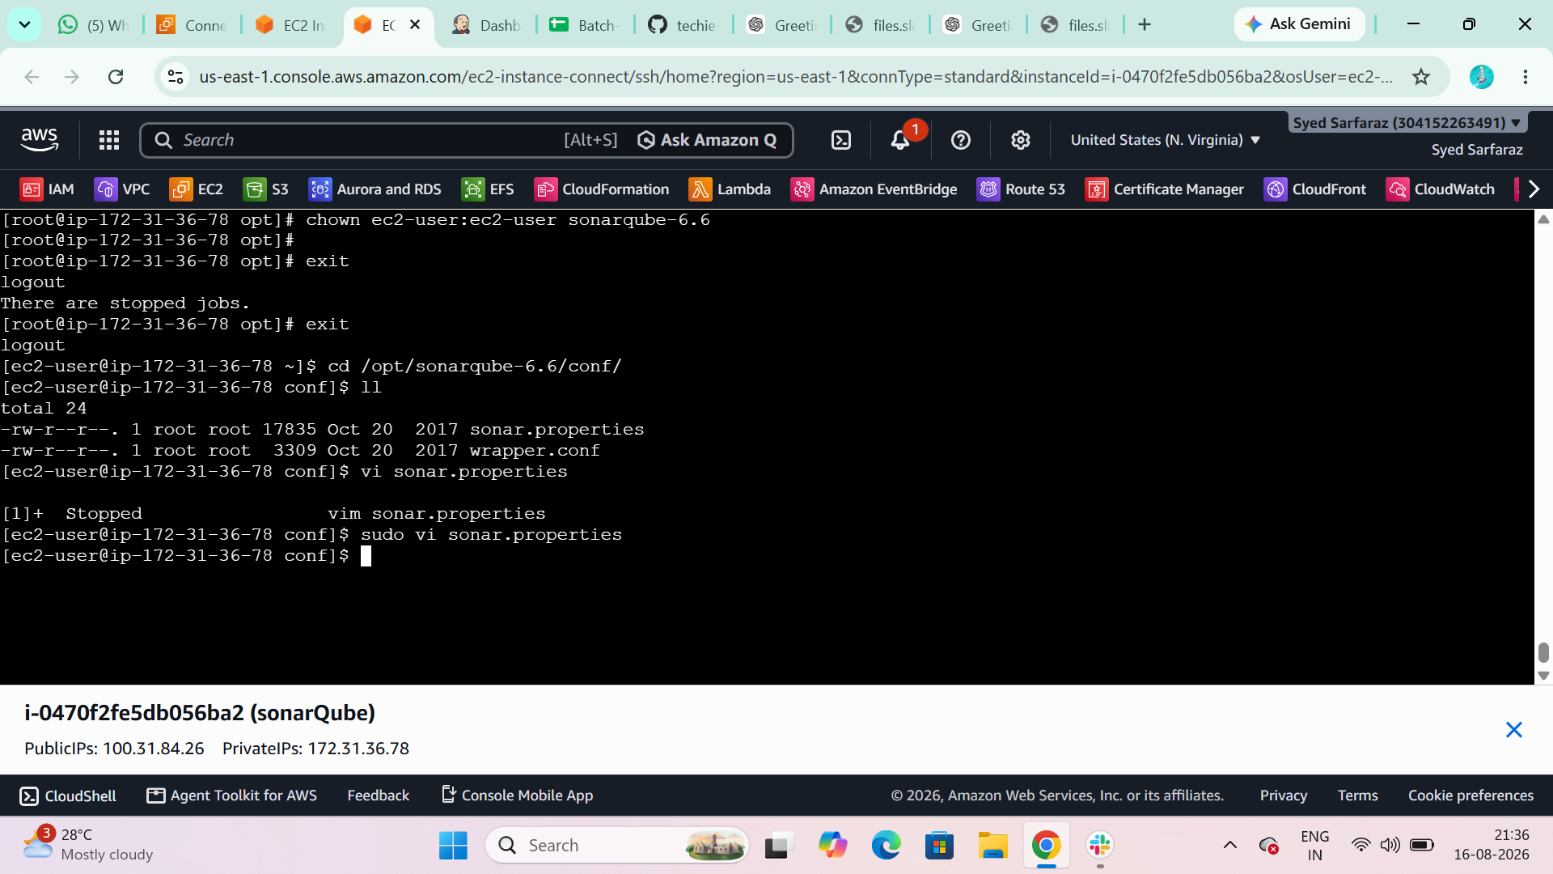 (5) Wh
Conne
EC2 In
EC
Dashb
Batch-
techie-
Greetin
files.sla
Greetin
files.sla
Ask Gemini
us-east-1.console.aws.amazon.com/ec2-instance-connect/ssh/home?region=us-east-1&connType=standard&instanceId=i-0470f2fe5db056ba2&osUser=ec2-...
aws
Search
[Alt+S]
Ask Amazon Q
1
United States (N. Virginia) ▼
Syed Sarfaraz (304152263491) ▼
Syed Sarfaraz
IAM
VPC
EC2
S3
Aurora and RDS
EFS
CloudFormation
Lambda
Amazon EventBridge
Route 53
Certificate Manager
CloudFront
CloudWatch
[root@ip-172-31-36-78 opt]# chown ec2-user:ec2-user sonarqube-6.6
[root@ip-172-31-36-78 opt]#
[root@ip-172-31-36-78 opt]# exit
logout
There are stopped jobs.
[root@ip-172-31-36-78 opt]# exit
logout
[ec2-user@ip-172-31-36-78 ~]$ cd /opt/sonarqube-6.6/conf/
[ec2-user@ip-172-31-36-78 conf]$ ll
total 24
-rw-r--r--. 1 root root 17835 Oct 20  2017 sonar.properties
-rw-r--r--. 1 root root  3309 Oct 20  2017 wrapper.conf
[ec2-user@ip-172-31-36-78 conf]$ vi sonar.properties
[1]+  Stopped                 vim sonar.properties
[ec2-user@ip-172-31-36-78 conf]$ sudo vi sonar.properties
[ec2-user@ip-172-31-36-78 conf]$
i-0470f2fe5db056ba2 (sonarQube)
PublicIPs: 100.31.84.26 PrivateIPs: 172.31.36.78
CloudShell
Agent Toolkit for AWS
Feedback
Console Mobile App
© 2026, Amazon Web Services, Inc. or its affiliates.
Privacy
Terms
Cookie preferences
3
28°C
Mostly cloudy
Search
ENG
IN
21:36
16-08-2026